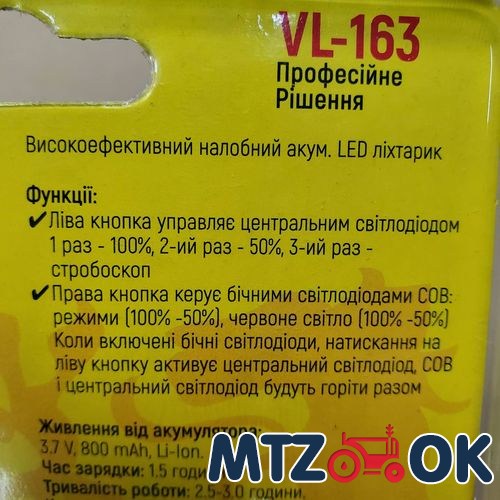 VL-163
Професійне
Рішення
Високоефективний налобний акум. LED ліхтарик
Функції:
✔Ліва кнопка управляє центральним світлодіодом
1 раз - 100%, 2-ий раз - 50%, 3-ий раз -
стробоскоп
✔Права кнопка керує бічними світлодіодами COB:
режими (100% -50%), червоне світло (100% -50%)
Коли включені бічні світлодіоди, натискання на
ліву кнопку активує центральний світлодіод, COB
і центральний світлодіод будуть горіти разом
Живлення від акумулятора:
3.7 V, 800 mAh, Li-Ion.
Час зарядки: 1.5 годи
Тривалість роботи: 2.5-3.0 години.
MTZ OK